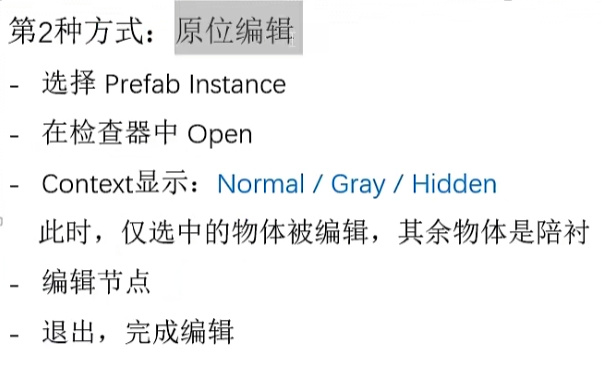 第2种方式：原位编辑
- 选择 Prefab Instance
- 在检查器中 Open
- Context显示：Normal / Gray / Hidden
此时，仅选中的物体被编辑，其余物体是陪衬
- 编辑节点
- 退出，完成编辑